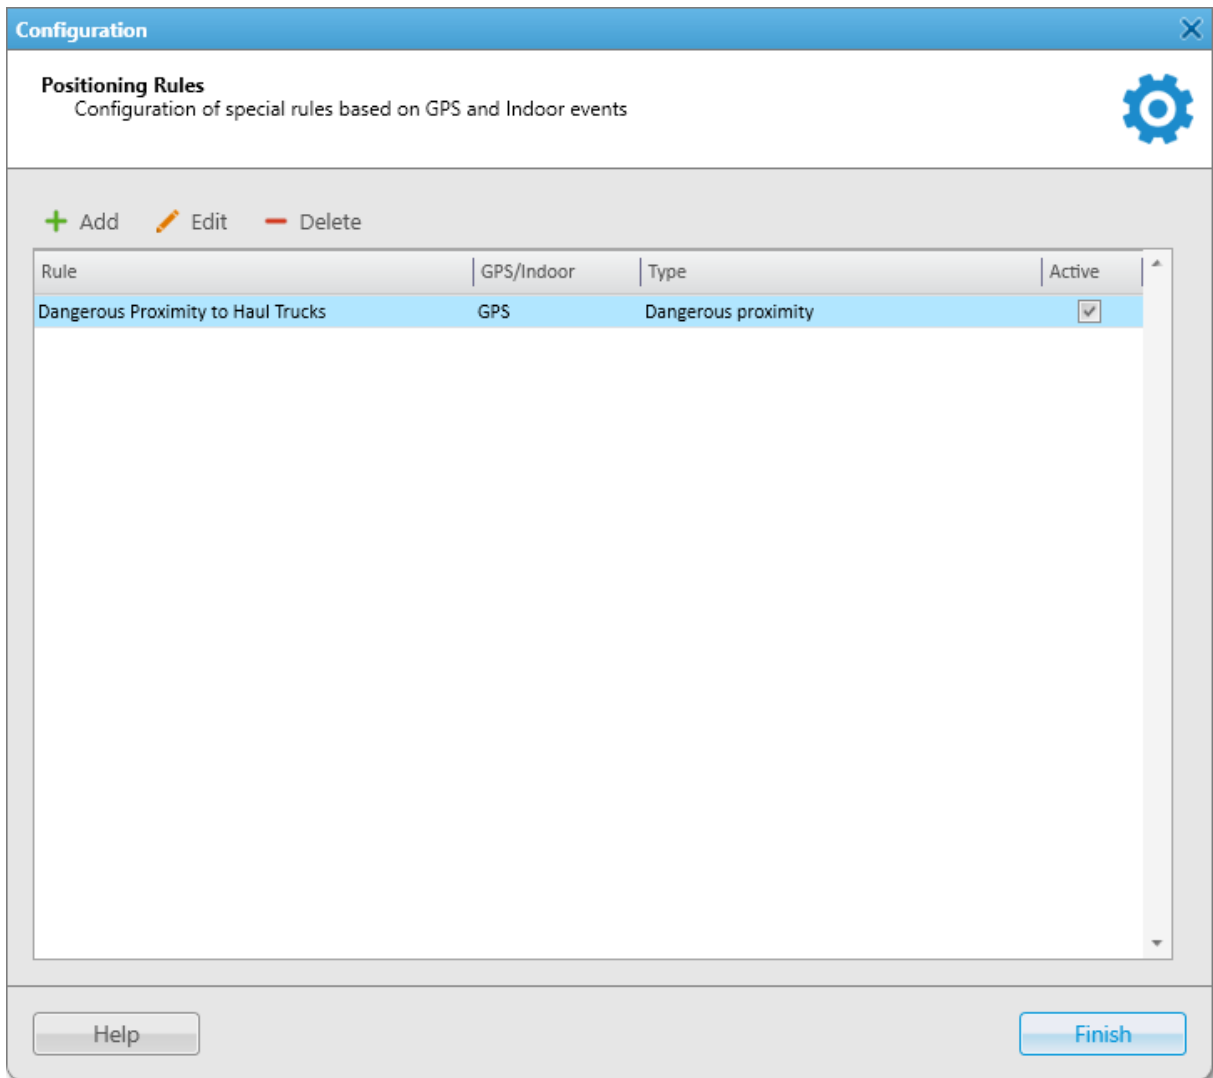 Configuration
Positioning Rules
Configuration of special rules based on GPS and Indoor events
Add Edit Delete
Rule GPS/Indoor Type Active
Dangerous Proximity to Haul Trucks GPS Dangerous proximity
Help Finish